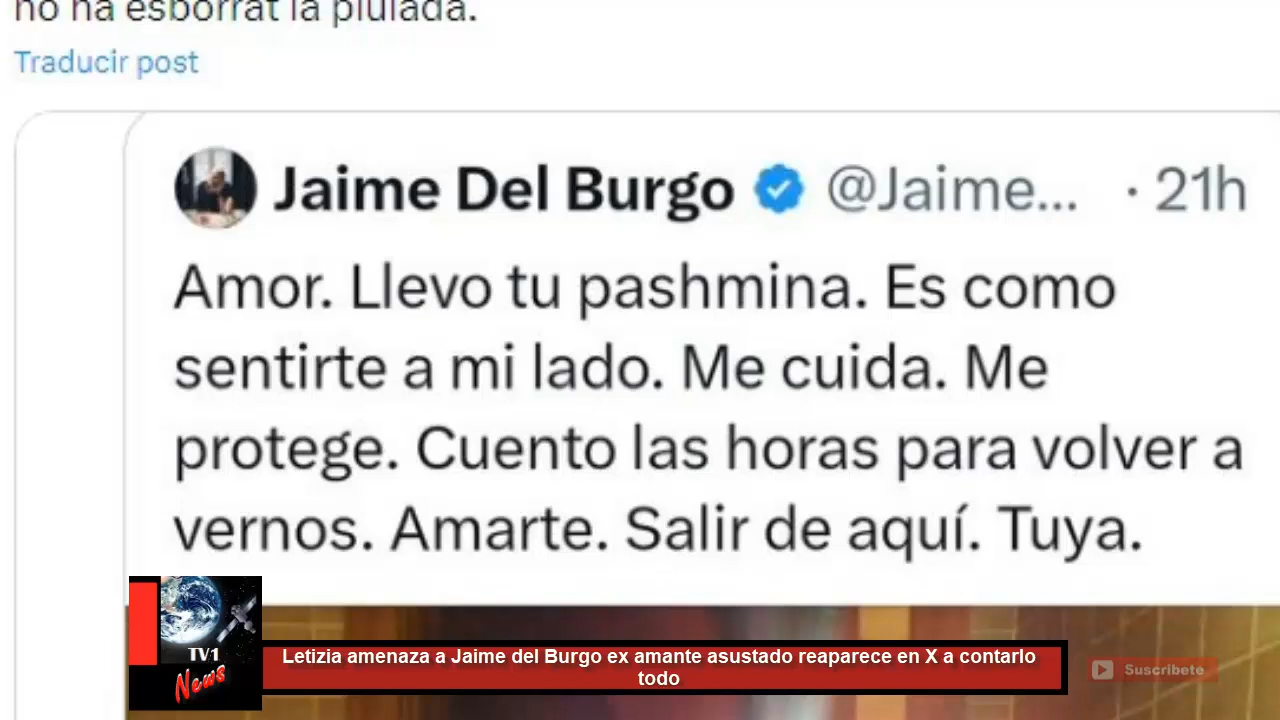 no ha esborrat la piulada.
Traducir post
Jaime Del Burgo @Jaime... · 21h
Amor. Llevo tu pashmina. Es como
sentirte a mi lado. Me cuida. Me
protege. Cuento las horas para volver a
vernos. Amarte. Salir de aquí. Tuya.
TV1
News
Letizia amenaza a Jaime del Burgo ex amante asustado reaparece en X a contarlo
todo
Suscribete